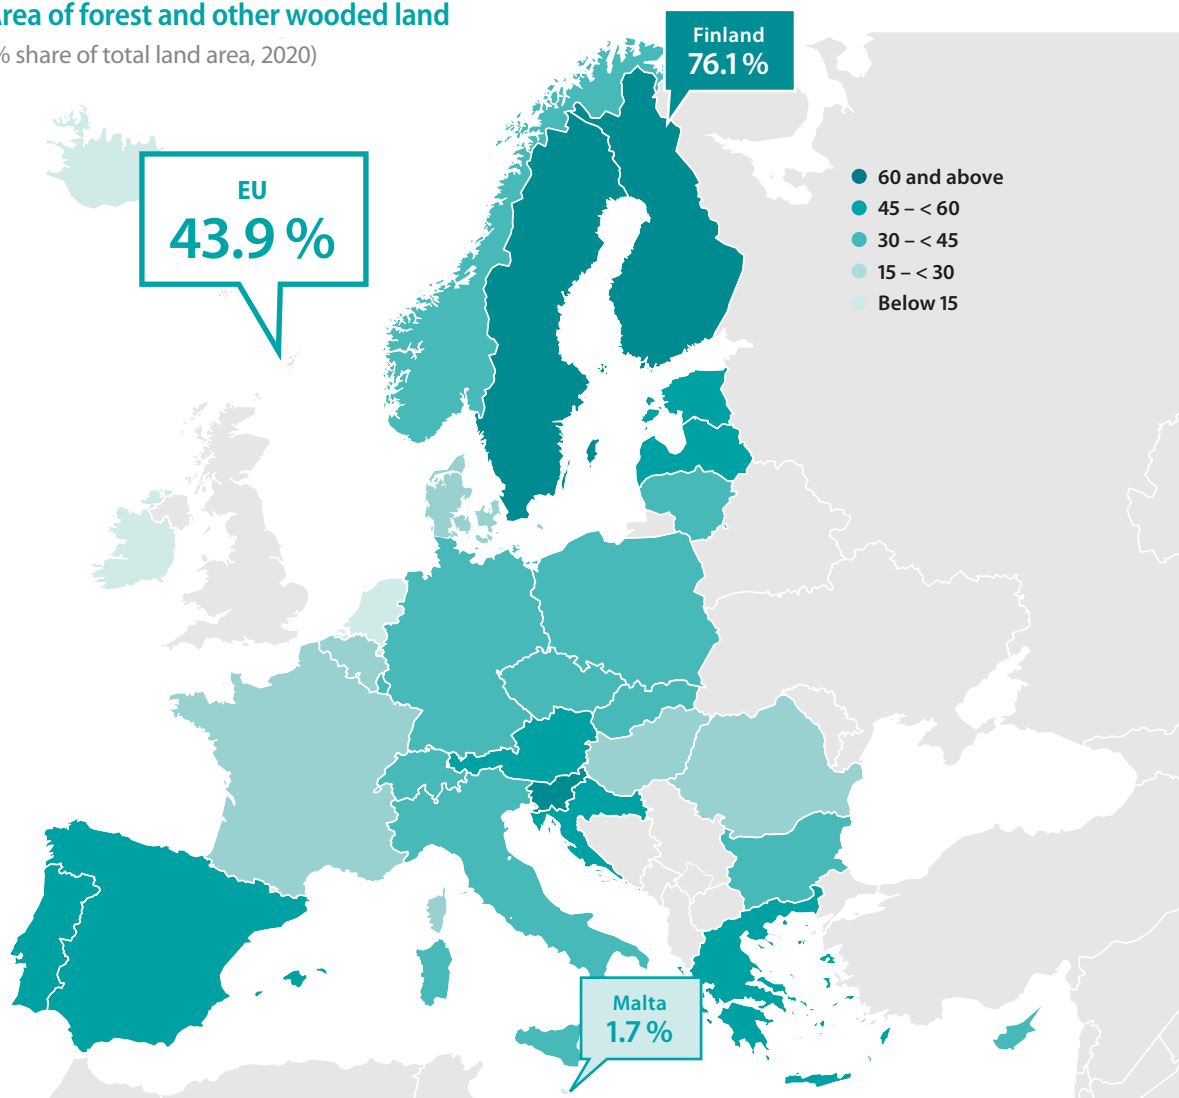 Area of forest and other wooded land
% share of total land area, 2020)
Finland
76.1 %
EU
43.9 %
60 and above
45 – < 60
30 – < 45
15 – < 30
Below 15
Malta
1.7 %